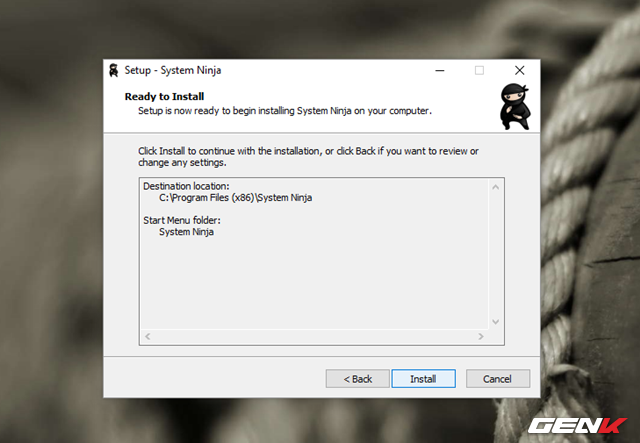 Setup - System Ninja
Ready to Install
Setup is now ready to begin installing System Ninja on your computer.
Click Install to continue with the installation, or click Back if you want to review or
change any settings.
Destination location:
C:\Program Files (x86)\System Ninja
Start Menu folder:
System Ninja
< Back
Install
Cancel
GENK